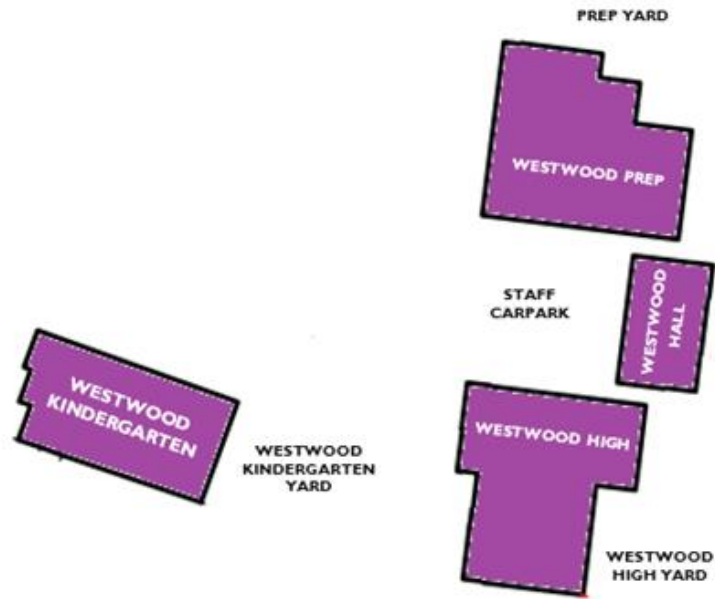 PREP YARD
WESTWOOD PREP
WESTWOOD
HALL
STAFF
CARPARK
WESTWOOD
KINDERGARTEN
WESTWOOD HIGH
WESTWOOD
KINDERGARTEN
YARD
WESTWOOD
HIGH YARD